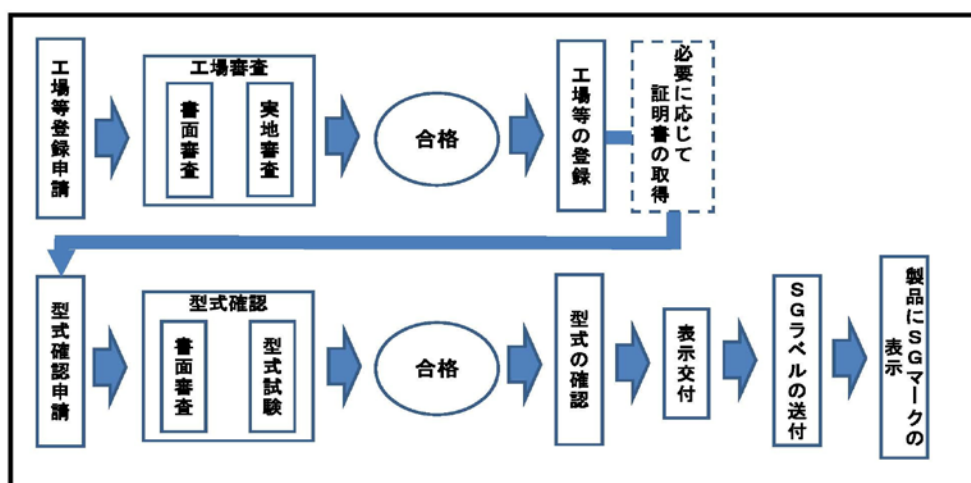 工場等登録申請
工場審査
書面審査
実地審査
合格
工場等の登録
必要に応じて
証明書の取得
型式確認申請
型式確認
書面審査
型式試験
合格
型式の確認
表示交付
SGラベルの送付
製品にSGマークの
表示